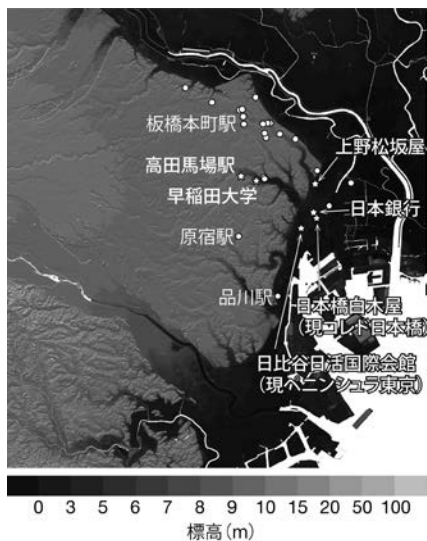 板橋本町駅
上野松坂屋
高田馬場駅
早稲田大学
日本銀行
原宿駅
品川駅
日本橋白木屋
(現コレド日本橋)
日比谷日活国際会館
(現ペニンシュラ東京)
0 3 5 6 7 8 9 10 15 20 50 100
標高(m)